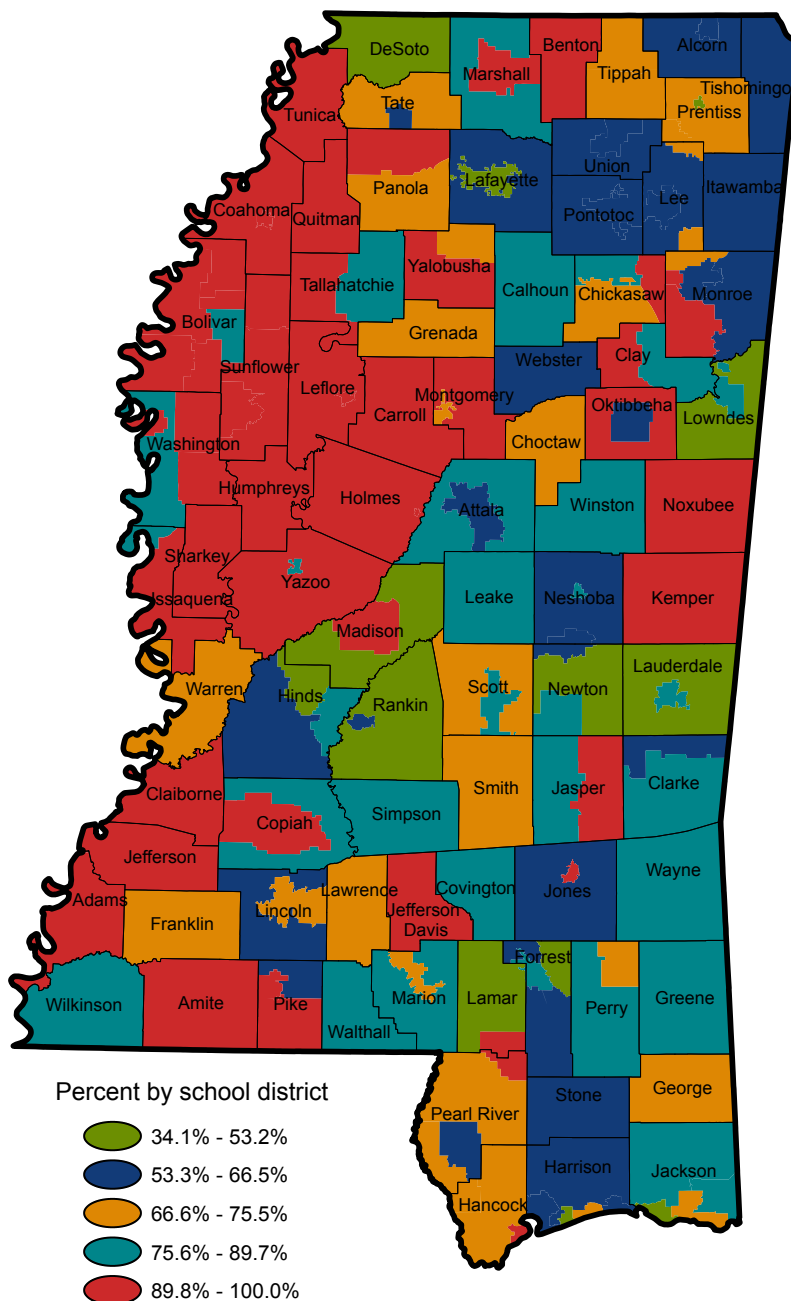 DeSoto
Marshall
Benton
Tippah
Alcorn
Tishomingo
Prentiss
Tunica
Tate
Union
Lafayette
Panola
Pontotoc
Lee
Itawamba
Coahoma
Quitman
Tallahatchie
Yalobusha
Calhoun
Chickasaw
Monroe
Bolivar
Grenada
Sunflower
Leflore
Webster
Clay
Carroll
Montgomery
Oktibbeha
Lowndes
Washington
Choctaw
Humphreys
Holmes
Attala
Winston
Noxubee
Sharkey
Issaquena
Yazoo
Leake
Neshoba
Kemper
Madison
Warren
Hinds
Rankin
Scott
Newton
Lauderdale
Claiborne
Copiah
Simpson
Smith
Jasper
Clarke
Jefferson
Adams
Franklin
Lincoln
Lawrence
Jefferson
Davis
Covington
Jones
Wayne
Wilkinson
Amite
Pike
Walthall
Marion
Lamar
Forrest
Perry
Greene
Pearl River
Stone
George
Hancock
Harrison
Jackson
Percent by school district
34.1% - 53.2%
53.3% - 66.5%
66.6% - 75.5%
75.6% - 89.7%
89.8% - 100.0%